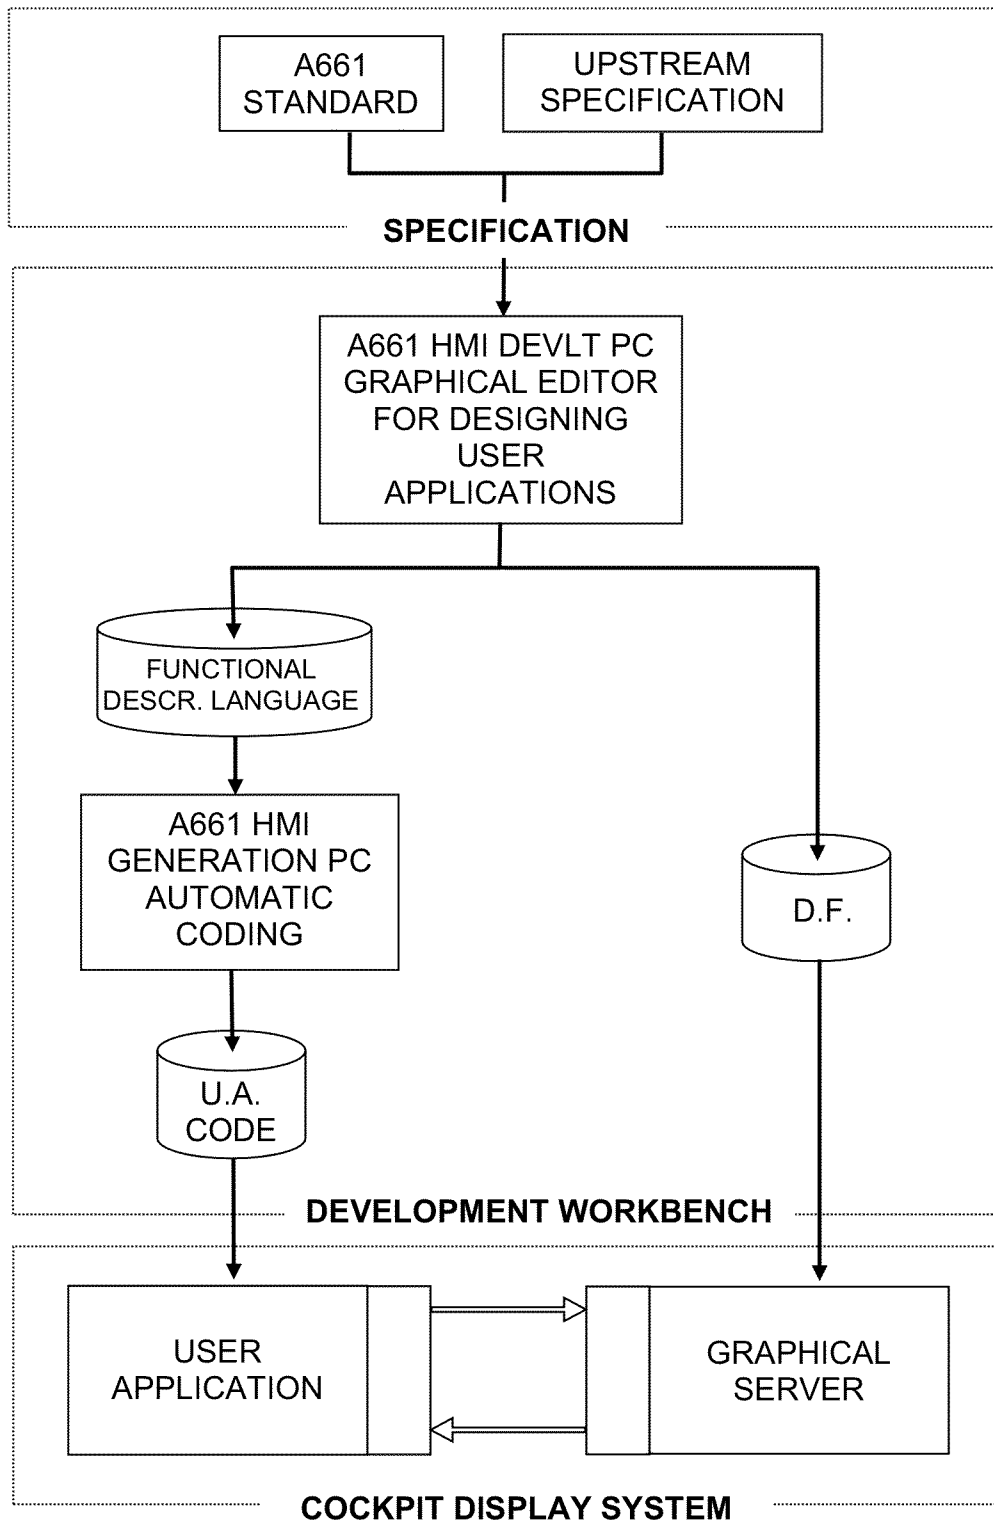 A661
STANDARD
UPSTREAM
SPECIFICATION
SPECIFICATION
A661 HMI DEVLT PC
GRAPHICAL EDITOR
FOR DESIGNING
USER
APPLICATIONS
FUNCTIONAL
DESCR. LANGUAGE
A661 HMI
GENERATION PC
AUTOMATIC
CODING
D.F.
U.A.
CODE
DEVELOPMENT WORKBENCH
USER
APPLICATION
GRAPHICAL
SERVER
COCKPIT DISPLAY SYSTEM